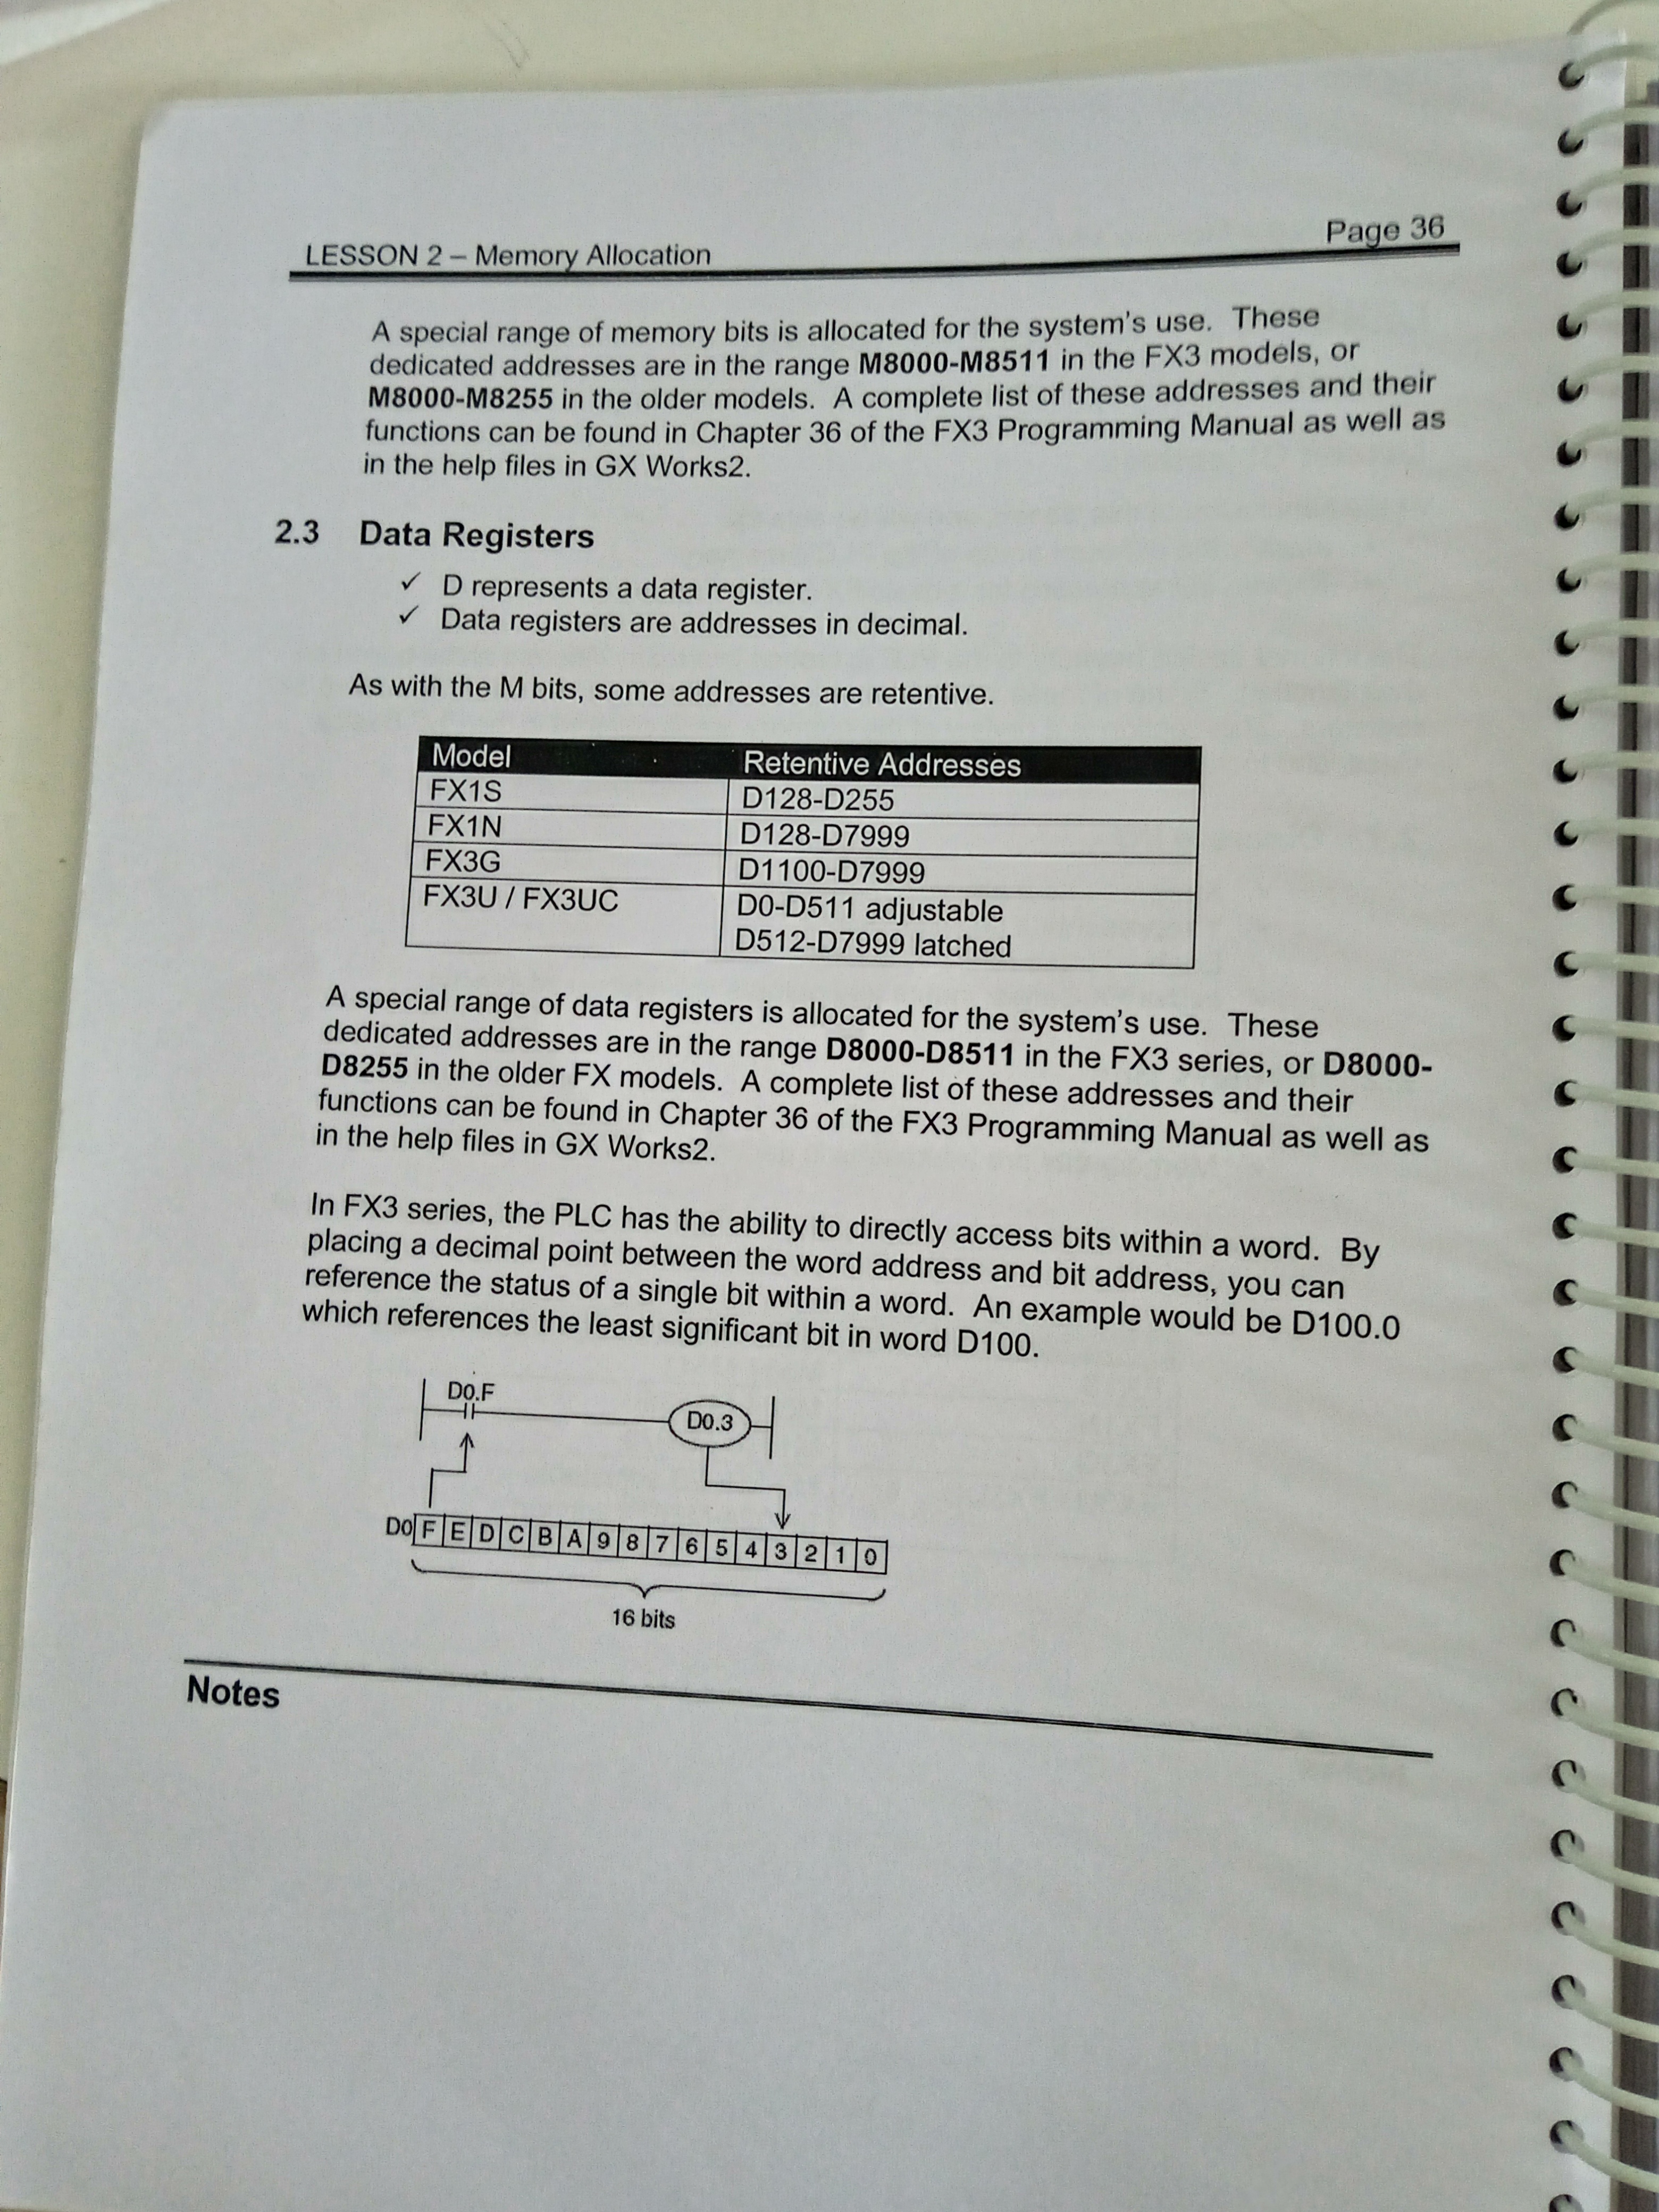 LESSON 2 – Memory Allocation Page 36
A special range of memory bits is allocated for the system's use. These
dedicated addresses are in the range M8000-M8511 in the FX3 models, or
M8000-M8255 in the older models. A complete list of these addresses and their
functions can be found in Chapter 36 of the FX3 Programming Manual as well as
in the help files in GX Works2.
2.3 Data Registers
✓ D represents a data register.
✓ Data registers are addresses in decimal.
As with the M bits, some addresses are retentive.
Model Retentive Addresses
FX1S D128-D255
FX1N D128-D7999
FX3G D1100-D7999
FX3U / FX3UC D0-D511 adjustable
D512-D7999 latched
A special range of data registers is allocated for the system's use. These
dedicated addresses are in the range D8000-D8511 in the FX3 series, or D8000-
D8255 in the older FX models. A complete list of these addresses and their
functions can be found in Chapter 36 of the FX3 Programming Manual as well as
in the help files in GX Works2.
In FX3 series, the PLC has the ability to directly access bits within a word. By
placing a decimal point between the word address and bit address, you can
reference the status of a single bit within a word. An example would be D100.0
which references the least significant bit in word D100.
D0.F
D0.3
D0 F E D C B A 9 8 7 6 5 4 3 2 1 0
16 bits
Notes